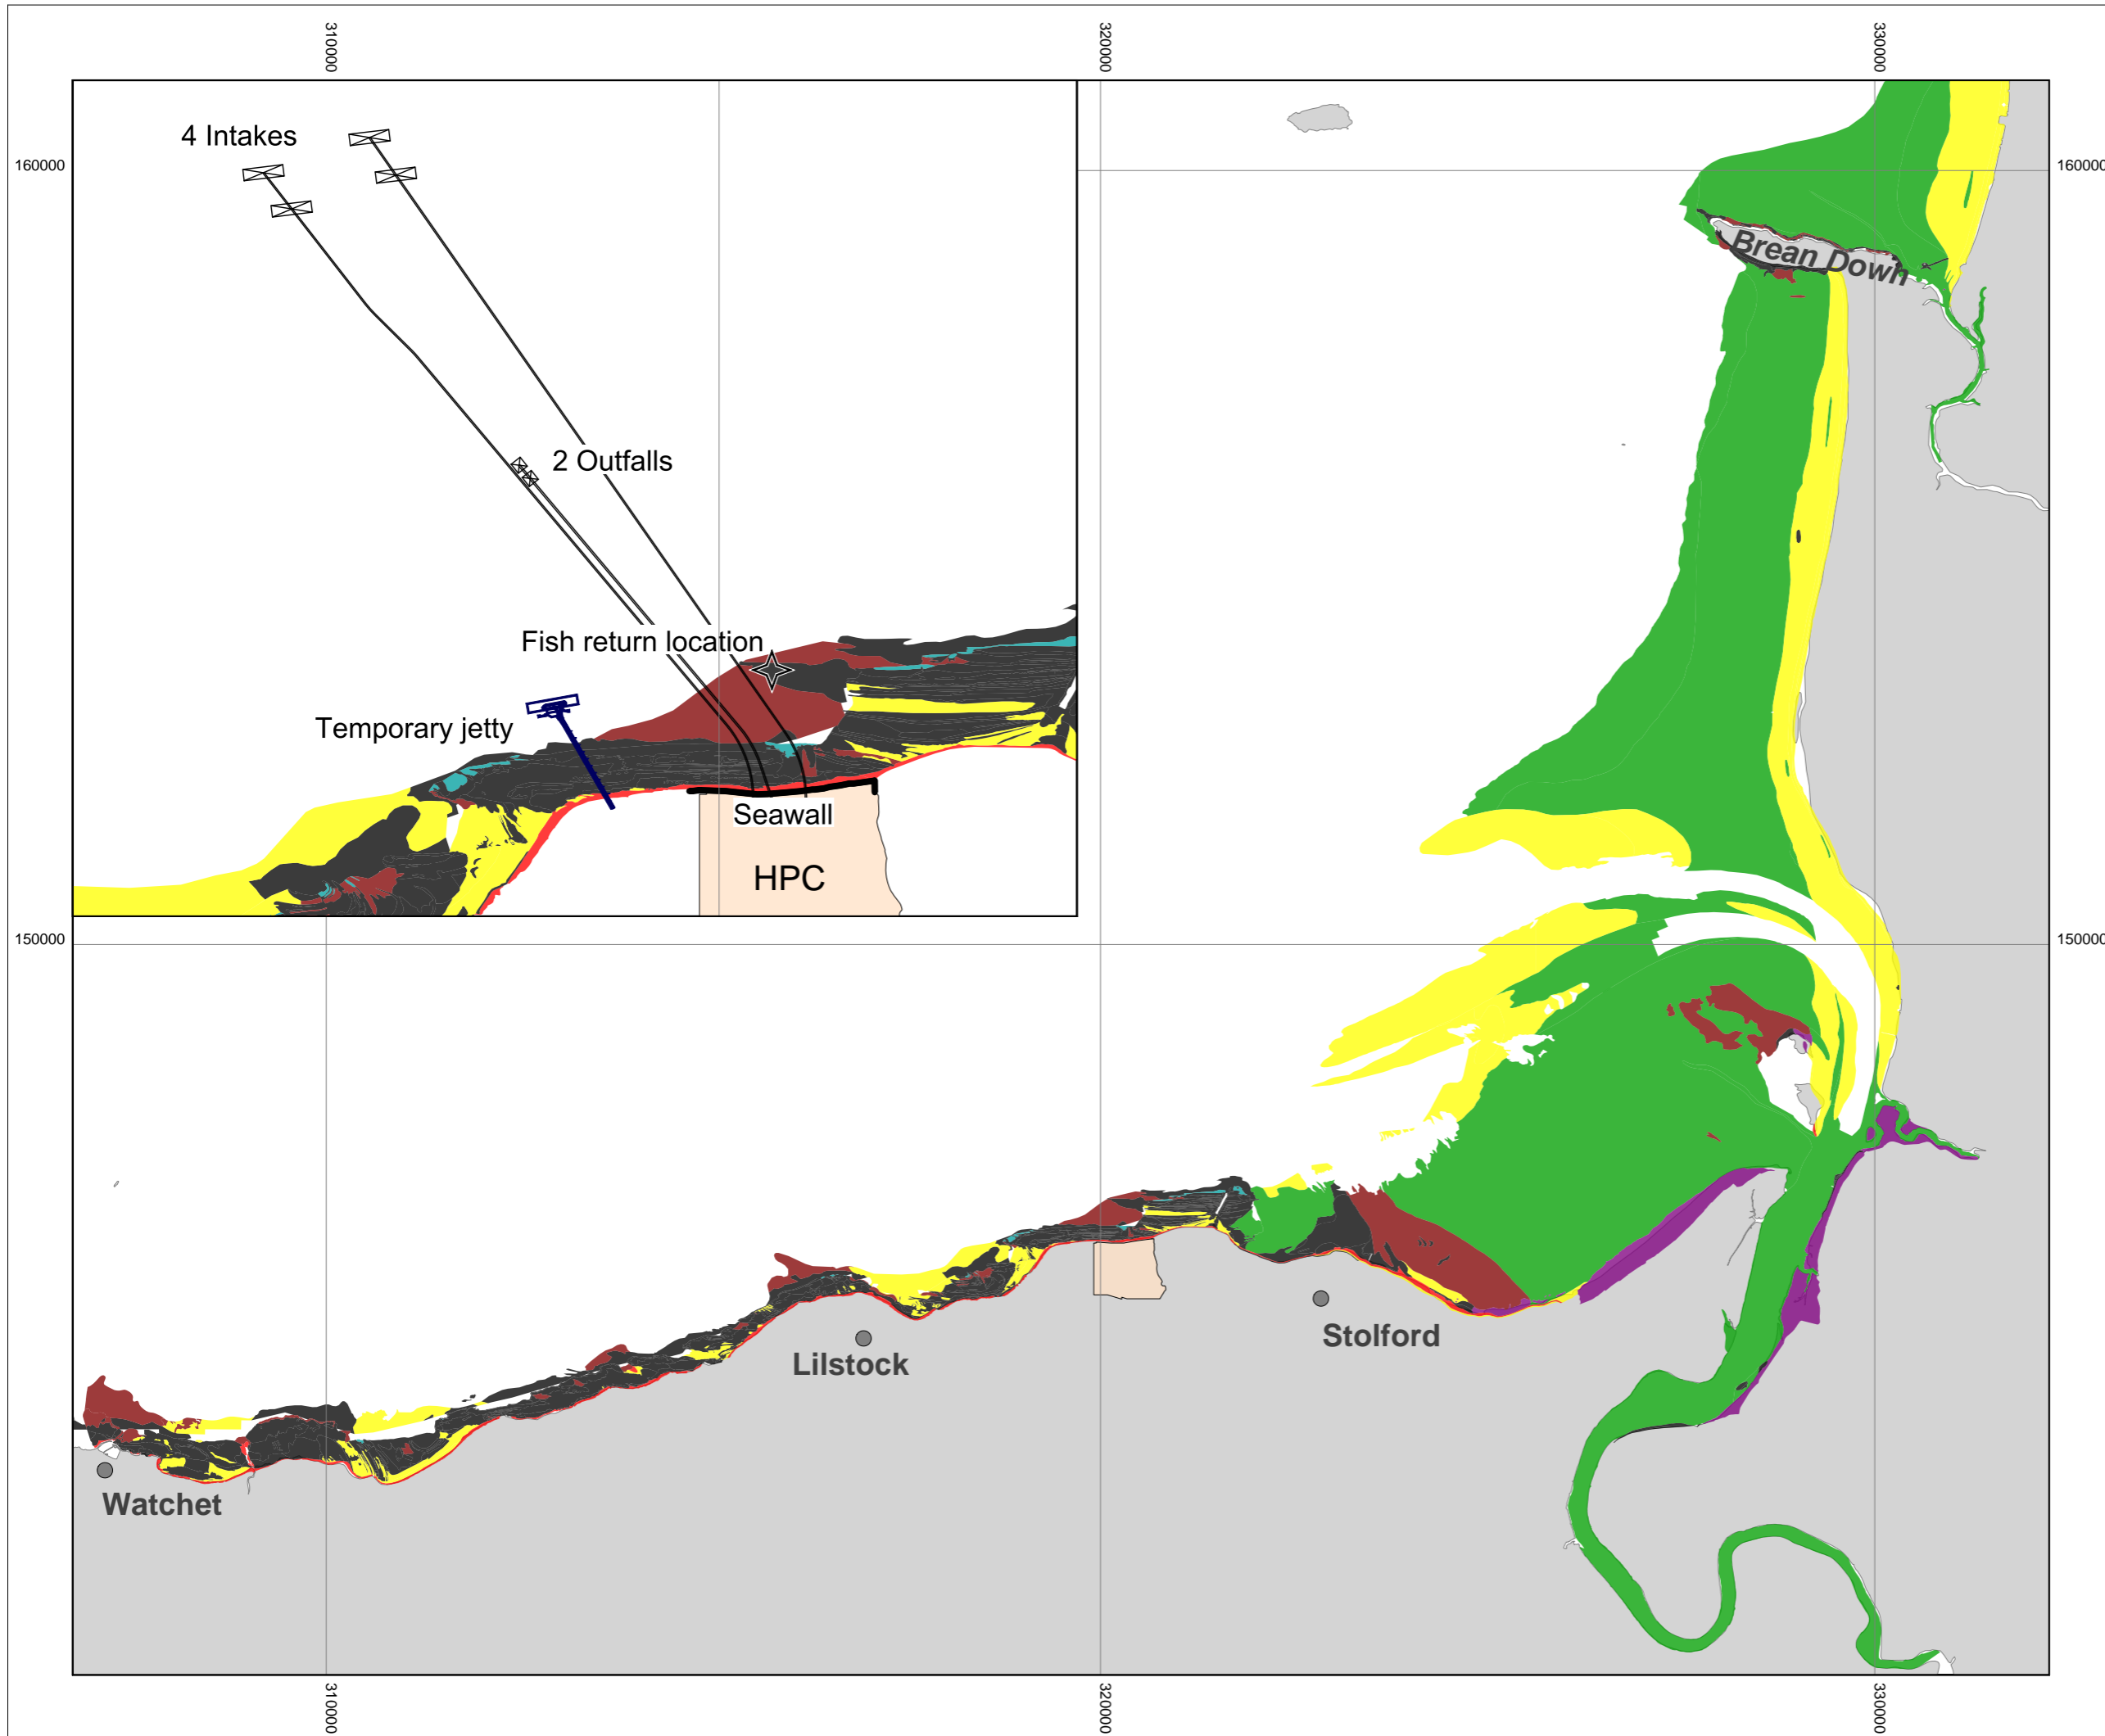 310000
320000
330000
4 Intakes
160000
160000
Brean Down
2 Outfalls
Fish return location
Temporary jetty
Seawall
HPC
150000
150000
Stolford
Lilstock
Watchet
310000
320000
330000